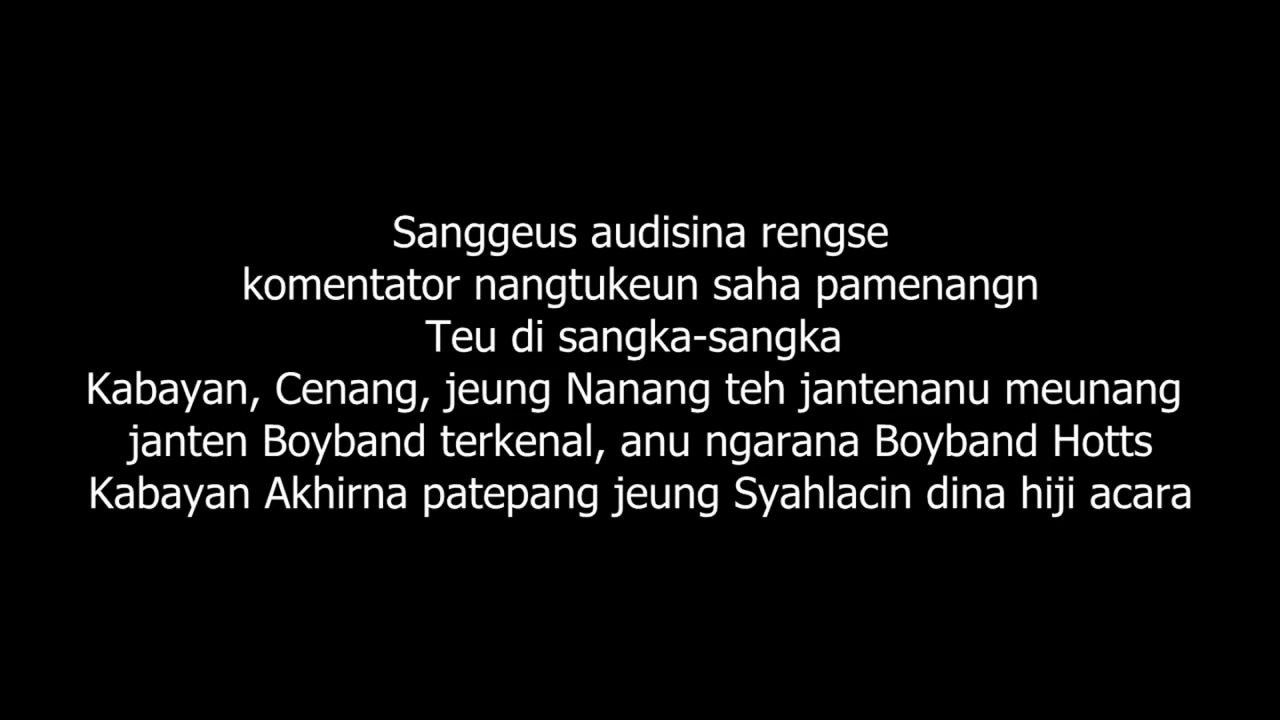 Sanggeus audisina rengse
komentator nangtukeun saha pamenangn
Teu di sangka-sangka
Kabayan, Cenang, jeung Nanang teh jantenanu meunang
janten Boyband terkenal, anu ngarana Boyband Hotts
Kabayan Akhirna patepang jeung Syahlacin dina hiji acara